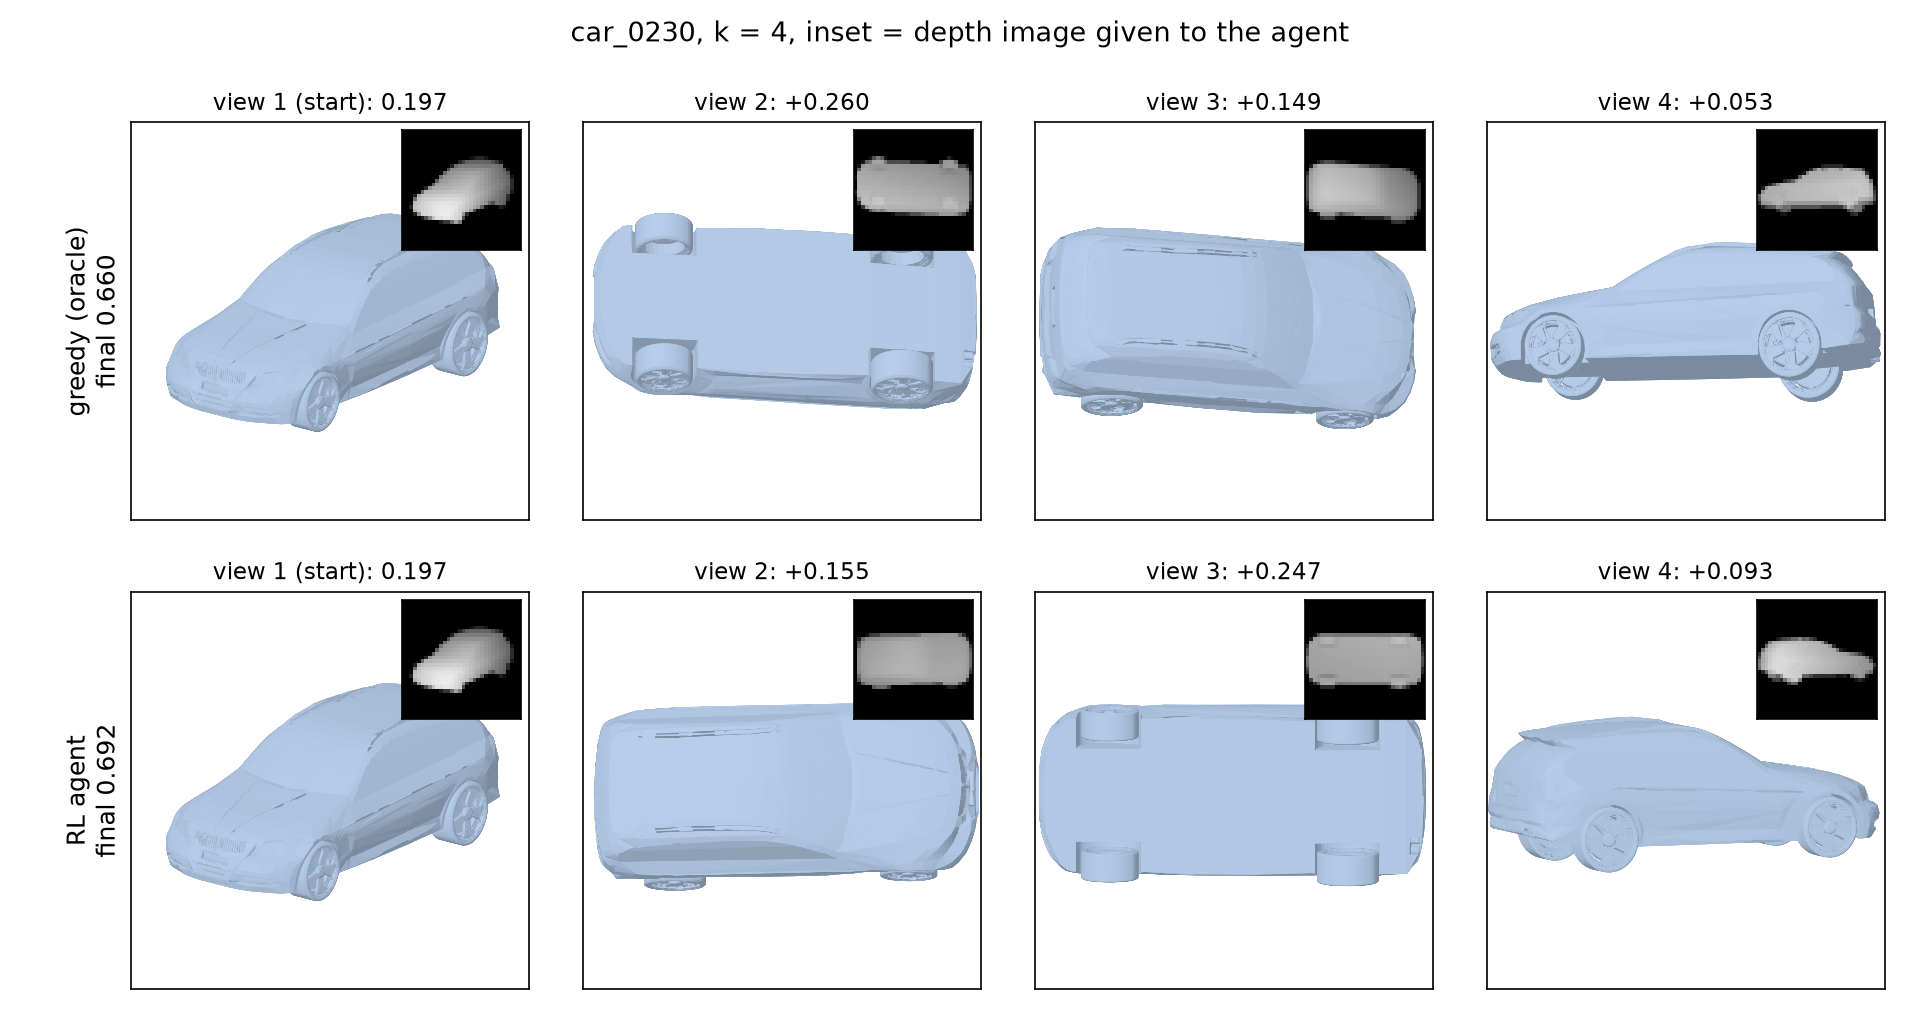 car_0230, k = 4, inset = depth image given to the agent
greedy (oracle)
final 0.660
view 1 (start): 0.197
view 2: +0.260
view 3: +0.149
view 4: +0.053
RL agent
final 0.692
view 1 (start): 0.197
view 2: +0.155
view 3: +0.247
view 4: +0.093